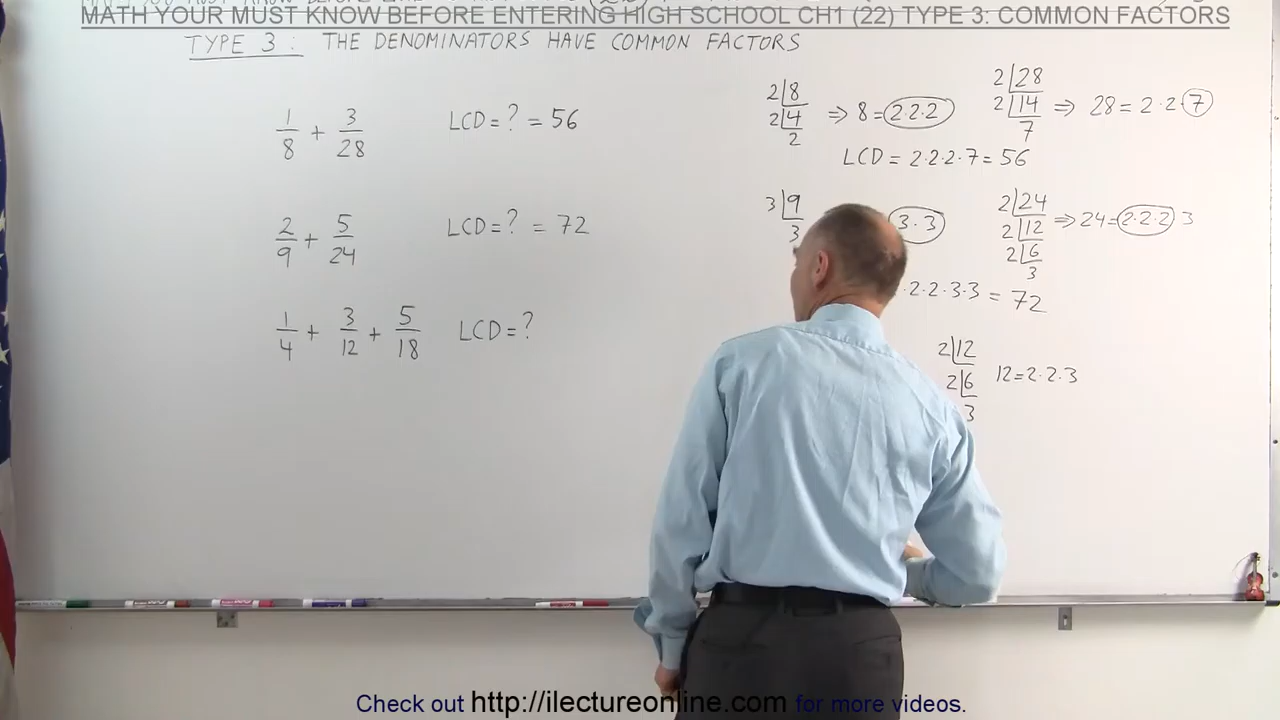 MATH YOUR MUST KNOW BEFORE ENTERING HIGH SCHOOL CH1 (22) TYPE 3: COMMON FACTORS
TYPE 3: THE DENOMINATORS HAVE COMMON FACTORS
1/8 + 3/28 LCD = ? = 56
2/9 + 5/24 LCD = ? = 72
1/4 + 3/12 + 5/18 LCD = ?
2|8
2|4
2
⇒ 8 = 2·2·2
2|28
2|14
7
⇒ 28 = 2·2·7
LCD = 2·2·2·7 = 56
3|9
3
3·3
2|24
2|12
2|6
3
⇒ 24 = 2·2·2 3
·2·2·3·3 = 72
2|12
2|6
3
12 = 2·2·3
Check out http://ilectureonline.com for more videos.